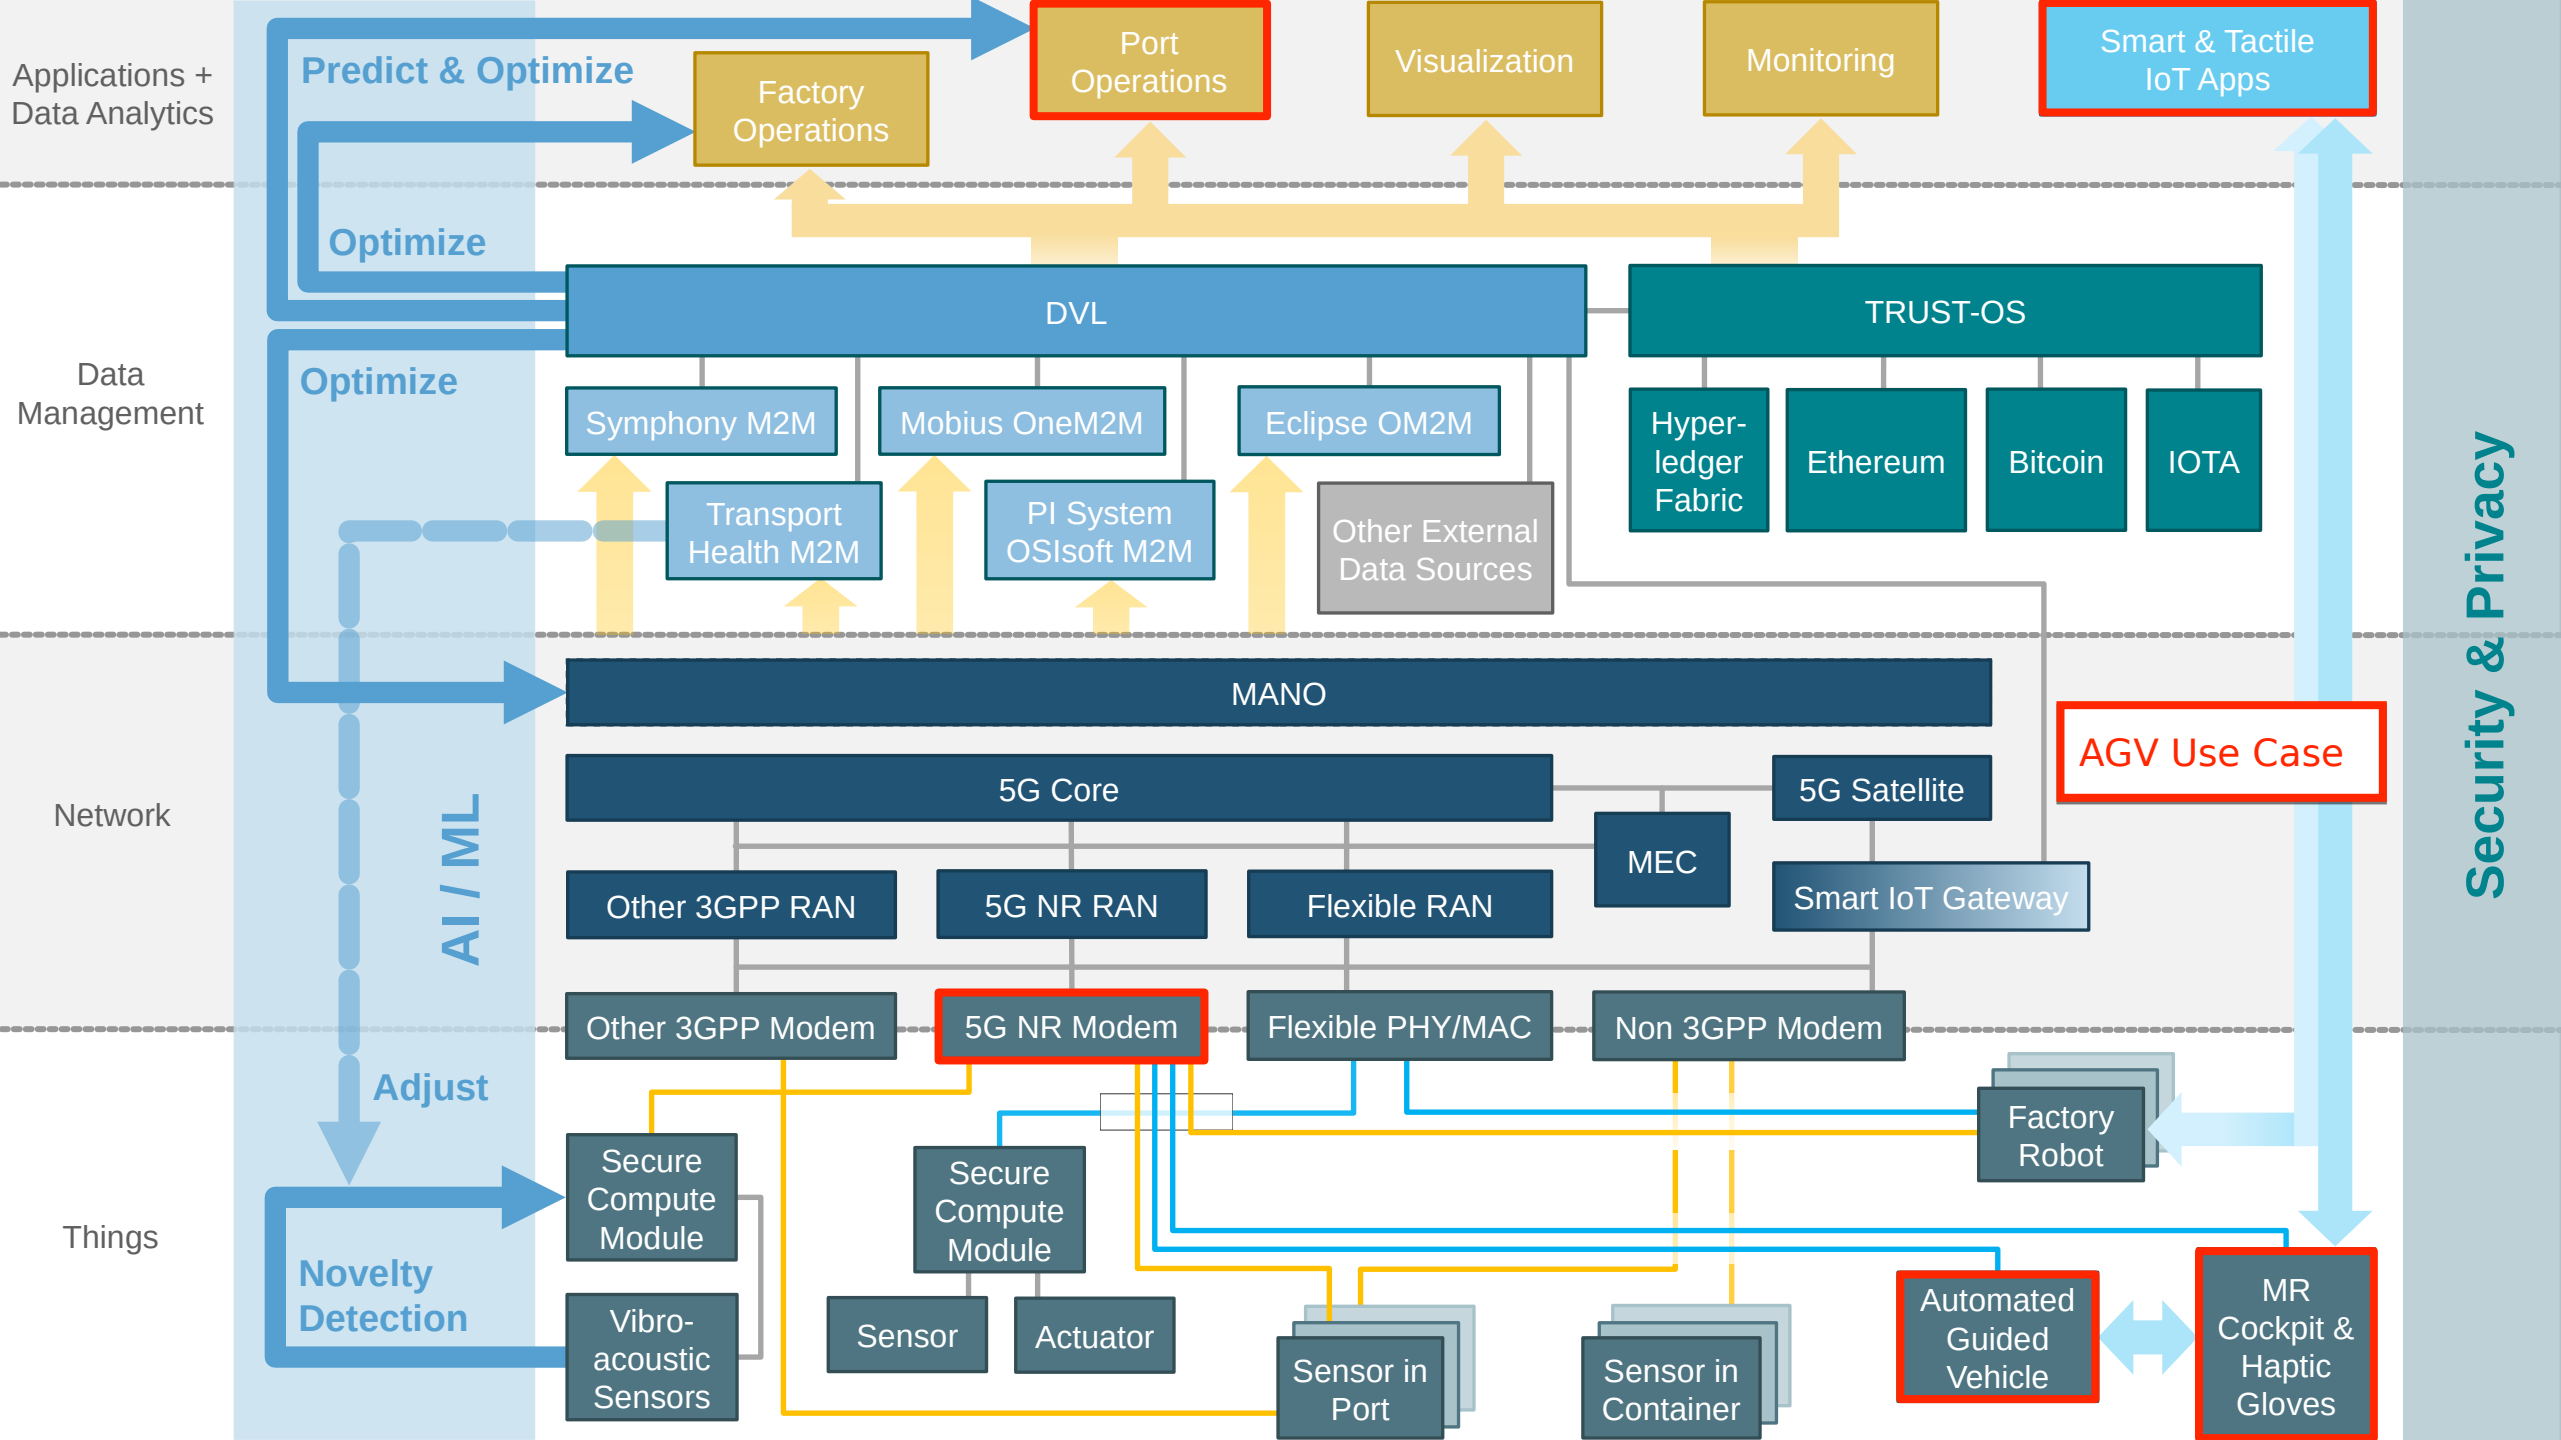 Applications +
Data Analytics
Predict & Optimize
Factory
Operations
Port
Operations
Visualization
Monitoring
Smart & Tactile
IoT Apps
Optimize
Data
Management
Optimize
DVL
TRUST-OS
Symphony M2M
Mobius OneM2M
Eclipse OM2M
Transport
Health M2M
PI System
OSIsoft M2M
Other External
Data Sources
Hyper-
ledger
Fabric
Ethereum
Bitcoin
IOTA
Security & Privacy
Network
AI / ML
MANO
AGV Use Case
5G Core
5G Satellite
MEC
Other 3GPP RAN
5G NR RAN
Flexible RAN
Smart IoT Gateway
Other 3GPP Modem
5G NR Modem
Flexible PHY/MAC
Non 3GPP Modem
Things
Adjust
Novelty
Detection
Secure
Compute
Module
Vibro-
acoustic
Sensors
Secure
Compute
Module
Sensor
Actuator
Sensor in
Port
Sensor in
Container
Factory
Robot
Automated
Guided
Vehicle
MR
Cockpit &
Haptic
Gloves